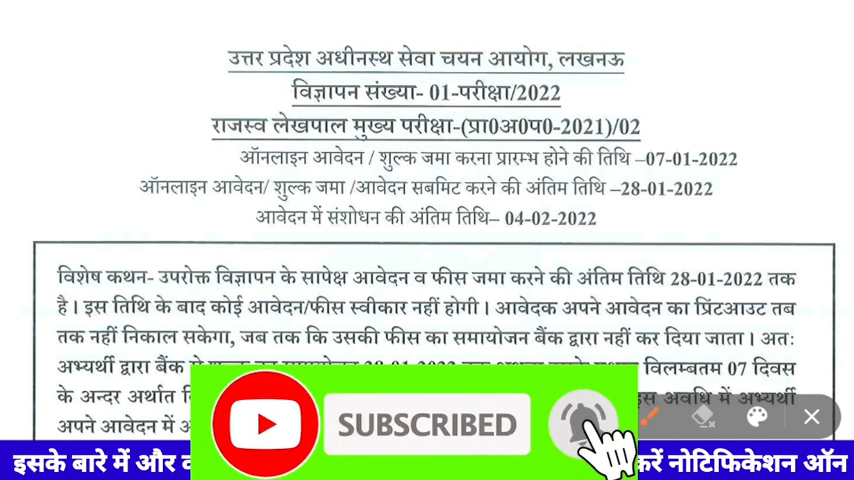 उत्तर प्रदेश अधीनस्थ सेवा चयन आयोग, लखनऊ
विज्ञापन संख्या- 01-परीक्षा/2022
राजस्व लेखपाल मुख्य परीक्षा-(प्रा0अ0प0-2021)/02
ऑनलाइन आवेदन / शुल्क जमा करना प्रारम्भ होने की तिथि –07-01-2022
ऑनलाइन आवेदन/ शुल्क जमा /आवेदन सबमिट करने की अंतिम तिथि –28-01-2022
आवेदन में संशोधन की अंतिम तिथि– 04-02-2022
विशेष कथन- उपरोक्त विज्ञापन के सापेक्ष आवेदन व फीस जमा करने की अंतिम तिथि 28-01-2022 तक
है। इस तिथि के बाद कोई आवेदन/फीस स्वीकार नहीं होगी। आवेदक अपने आवेदन का प्रिंटआउट तब
तक नहीं निकाल सकेगा, जब तक कि उसकी फीस का समायोजन बैंक द्वारा नहीं कर दिया जाता। अतः
अभ्यर्थी द्वारा बैंक विलम्बतम 07 दिवस
के अन्दर अर्थात इस अवधि में अभ्यर्थी
अपने आवेदन में
SUBSCRIBED
इसके बारे में और करें नोटिफिकेशन ऑन